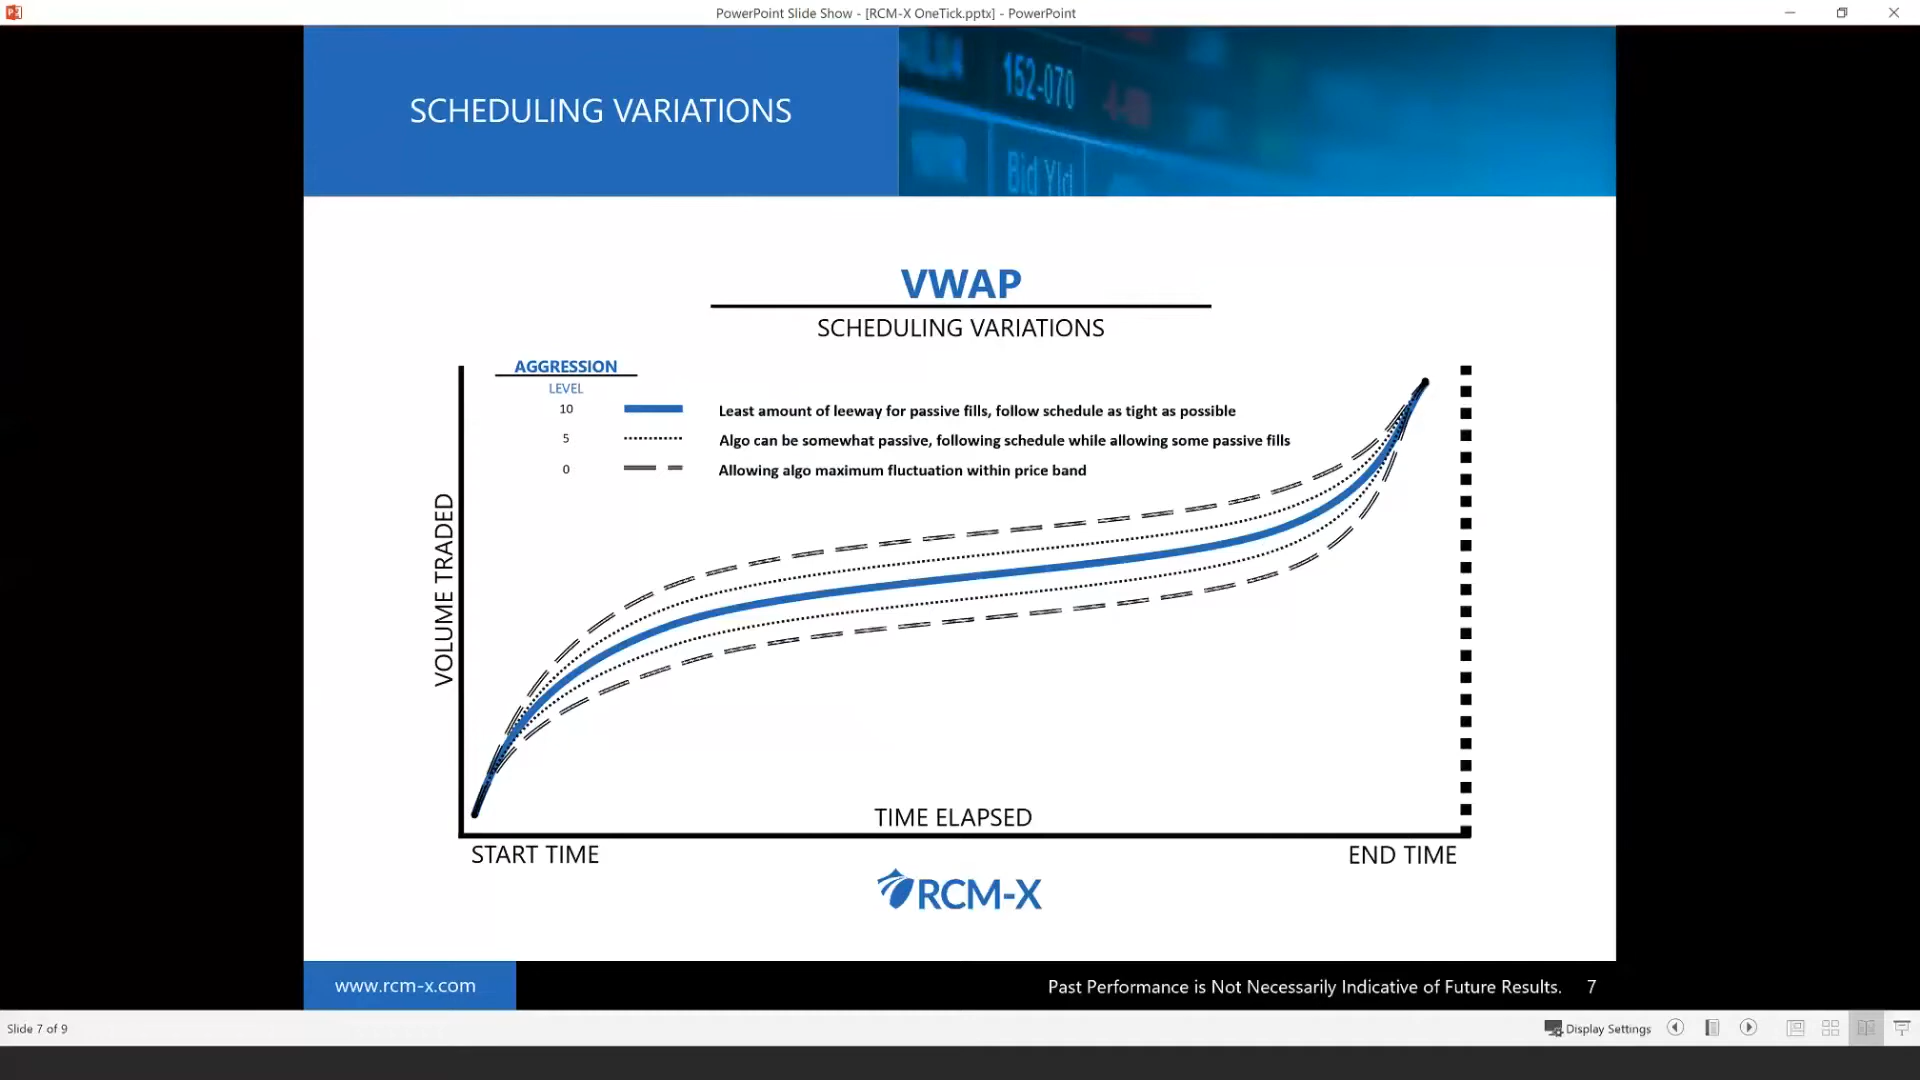 PowerPoint Slide Show - [RCM-X OneTick.pptx] - PowerPoint
SCHEDULING VARIATIONS
152-070
Bid Yld
VWAP
SCHEDULING VARIATIONS
AGGRESSION
LEVEL
10 Least amount of leeway for passive fills, follow schedule as tight as possible
5 Algo can be somewhat passive, following schedule while allowing some passive fills
0 Allowing algo maximum fluctuation within price band
VOLUME TRADED
TIME ELAPSED
START TIME
END TIME
RCM-X
www.rcm-x.com
Past Performance is Not Necessarily Indicative of Future Results. 7
Slide 7 of 9
Display Settings